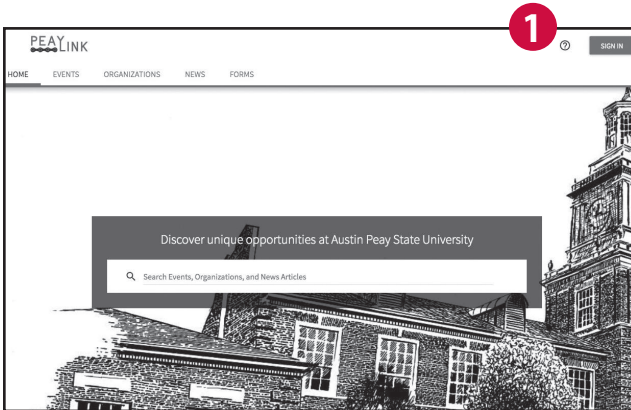 1
PEAYLINK
SIGN IN
HOME EVENTS ORGANIZATIONS NEWS FORMS
Discover unique opportunities at Austin Peay State University
Search Events, Organizations, and News Articles